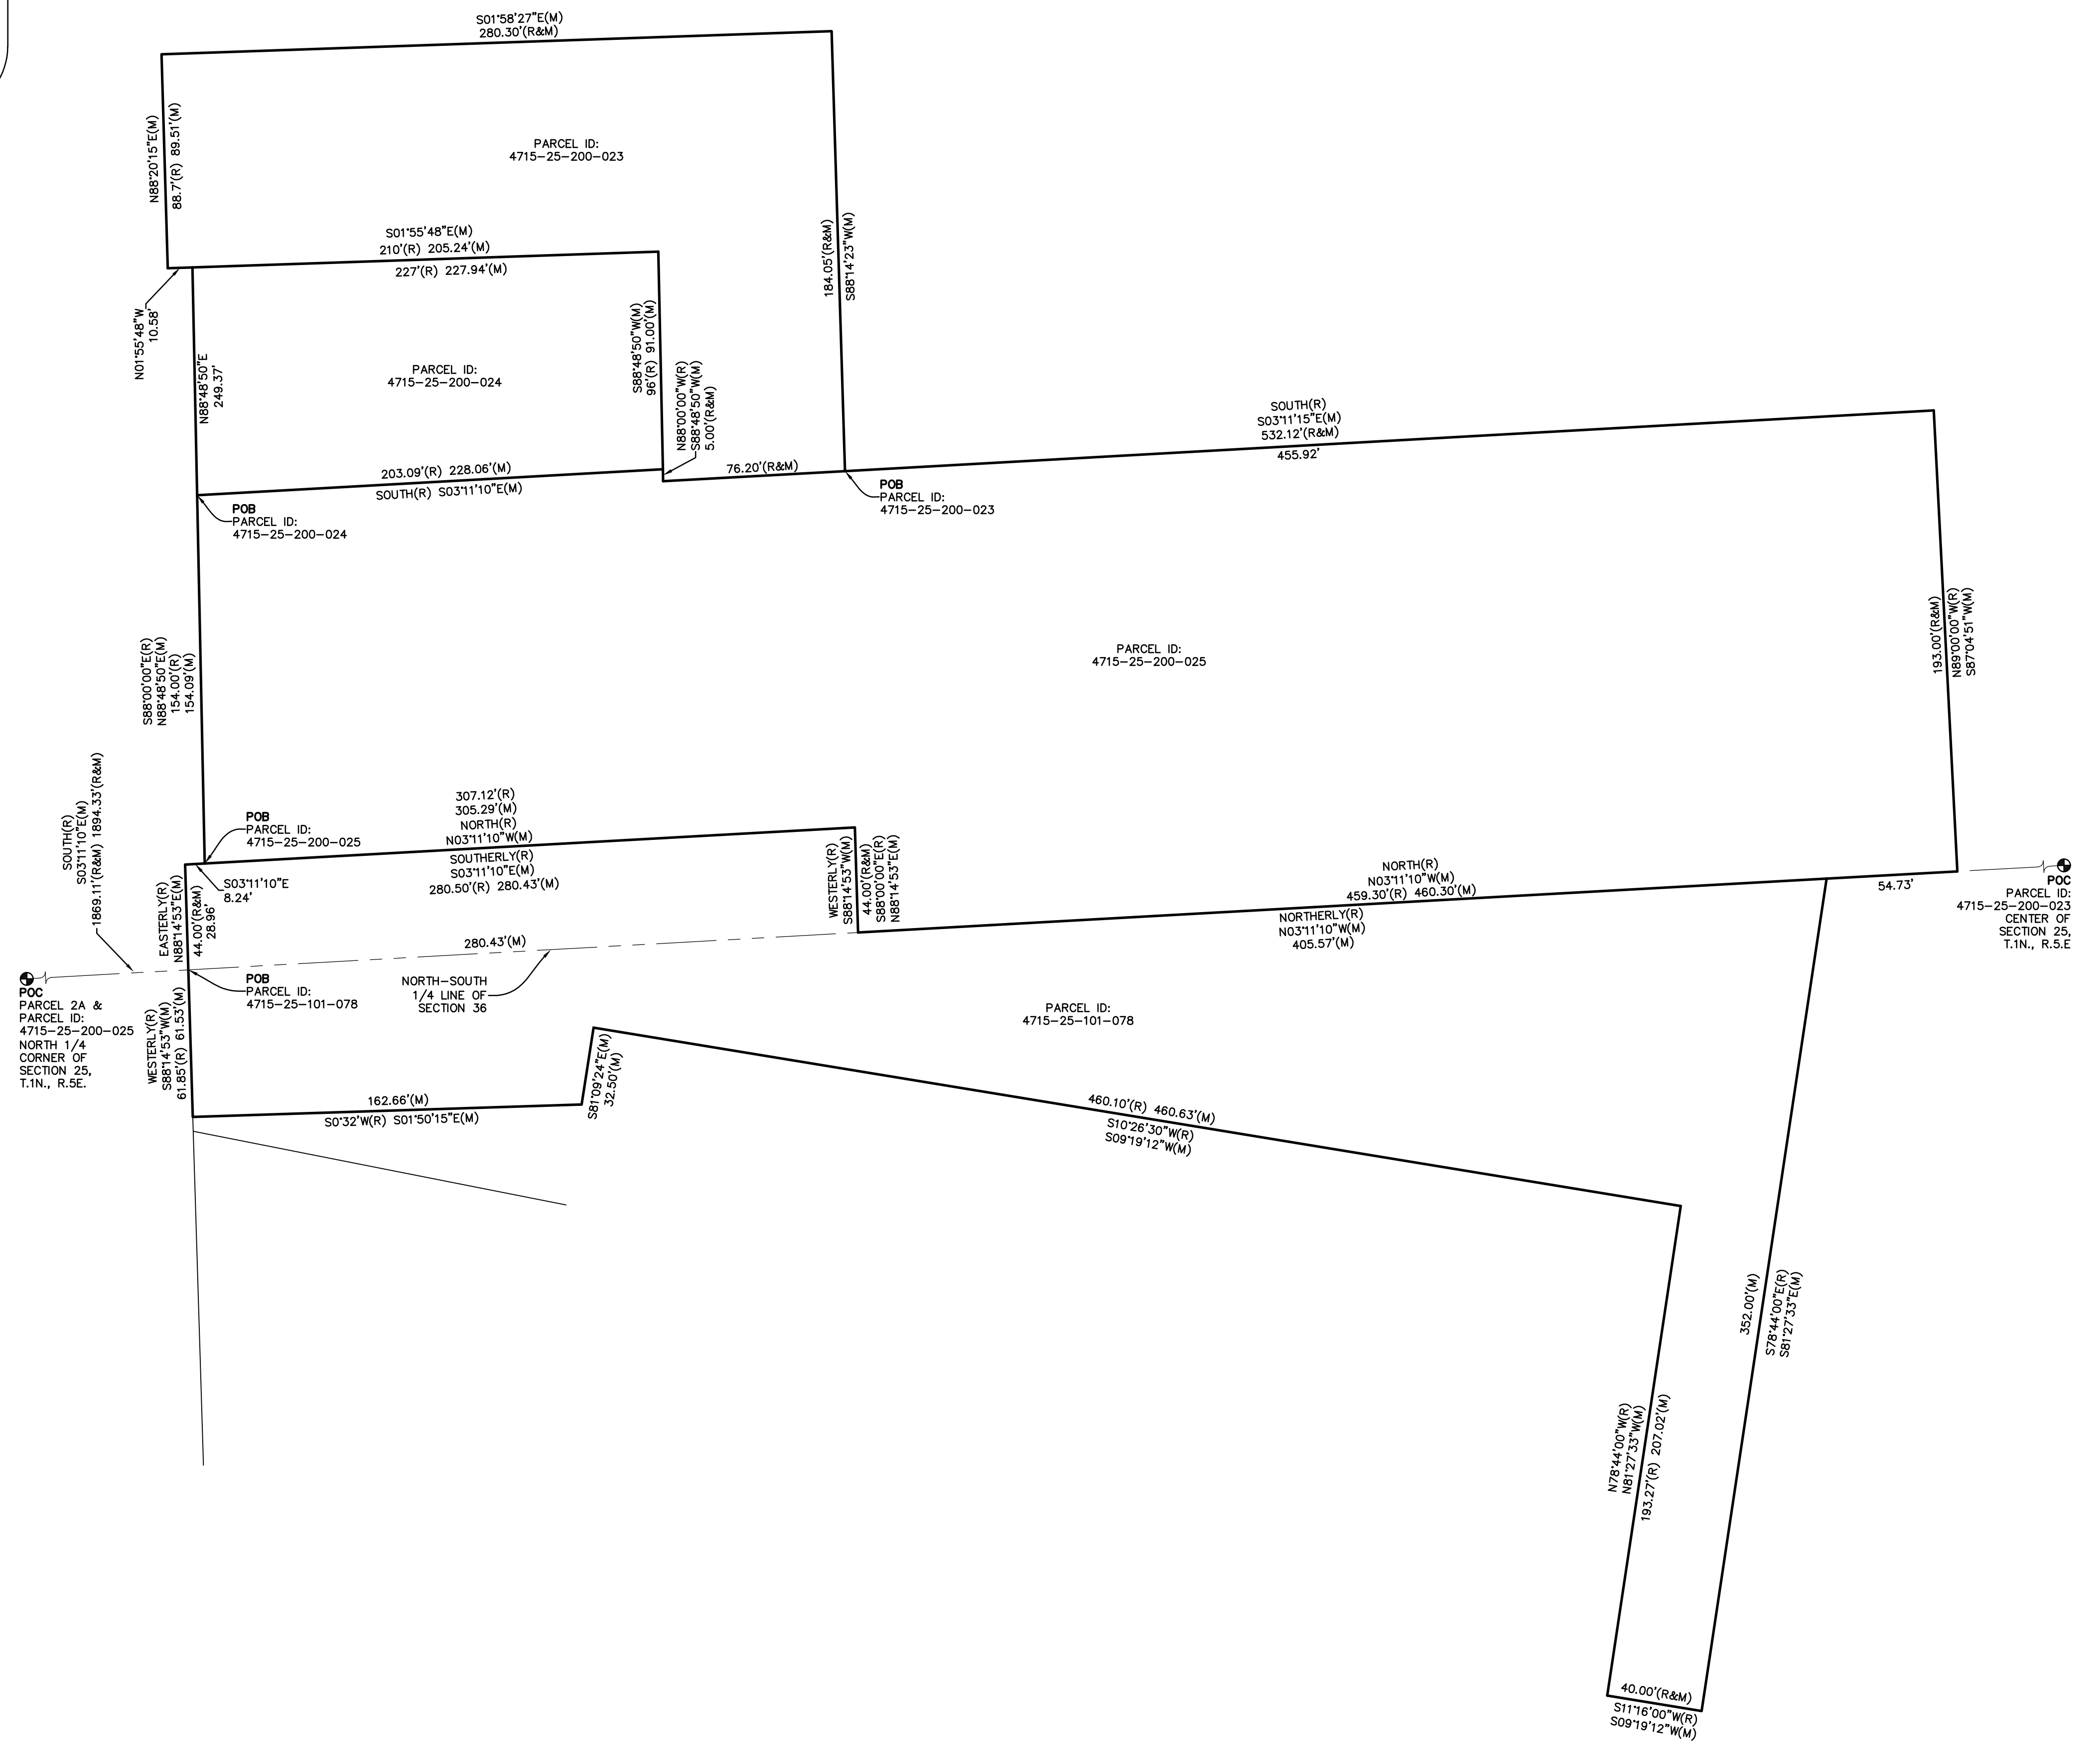 S01°58'27"E(M)
280.30'(R&M)
N88°20'15"E(M)
88.7'(R) 89.51'(M)
PARCEL ID:
4715-25-200-023
184.05'(R&M)
S88°14'23"W(M)
S01°55'48"E(M)
210'(R) 205.24'(M)
227'(R) 227.94'(M)
N01°55'48"W
10.58'
N88°48'50"E
249.37'
PARCEL ID:
4715-25-200-024
S88°48'50"W(M)
96'(R) 91.00'(M)
N88°00'00"W(R)
S88°48'50"W(M)
5.00'(R&M)
203.09'(R) 228.06'(M)
SOUTH(R) S03°11'10"E(M)
76.20'(R&M)
SOUTH(R)
S03°11'15"E(M)
532.12'(R&M)
455.92'
POB
PARCEL ID:
4715-25-200-024
POB
PARCEL ID:
4715-25-200-023
S88°00'00"E(R)
N88°48'50"E(M)
154.00'(R)
154.09'(M)
PARCEL ID:
4715-25-200-025
193.00'(R&M)
N89°00'00"W(R)
S87°04'51"W(M)
SOUTH(R)
S03°11'10"E(M)
1869.11'(R&M) 1894.33'(R&M)
POB
PARCEL ID:
4715-25-200-025
307.12'(R)
305.29'(M)
NORTH(R)
N03°11'10"W(M)
SOUTHERLY(R)
S03°11'10"E(M)
280.50'(R) 280.43'(M)
S03°11'10"E
8.24'
EASTERLY(R)
N88°14'53"E(M)
44.00'(R&M)
28.96'
WESTERLY(R)
S88°14'53"W(M)
44.00'(R&M)
S88°00'00"E(R)
N88°14'53"E(M)
NORTH(R)
N03°11'10"W(M)
459.30'(R) 460.30'(M)
NORTHERLY(R)
N03°11'10"W(M)
405.57'(M)
54.73'
POC
PARCEL ID:
4715-25-200-023
CENTER OF
SECTION 25,
T.1N., R.5.E
280.43'(M)
NORTH-SOUTH
1/4 LINE OF
SECTION 36
POB
PARCEL ID:
4715-25-101-078
POC
PARCEL 2A &
PARCEL ID:
4715-25-200-025
NORTH 1/4
CORNER OF
SECTION 25,
T.1N., R.5E.
WESTERLY(R)
S88°14'53"W(M)
61.85'(R) 61.53'(M)
PARCEL ID:
4715-25-101-078
162.66'(M)
S0°32'W(R) S01°50'15"E(M)
S81°09'24"E(M)
32.50'(M)
460.10'(R) 460.63'(M)
S10°26'30"W(R)
S09°19'12"W(M)
352.00'(M)
S78°44'00"E(R)
S81°27'33"E(M)
N78°44'00"W(R)
N81°27'33"W(M)
193.27'(R) 207.02'(M)
40.00'(R&M)
S11°16'00"W(R)
S09°19'12"W(M)